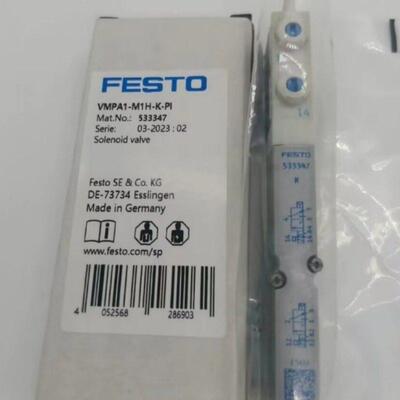 FESTO
VMPA1-M1H-K-PI
Mat.No.: 533347
Serie: 03-2023 : 02
Solenoid valve
Festo SE & Co. KG
DE-73734 Esslingen
Made in Germany
www.festo.com/sp
4 052568 286903
14
FESTO
533347
K